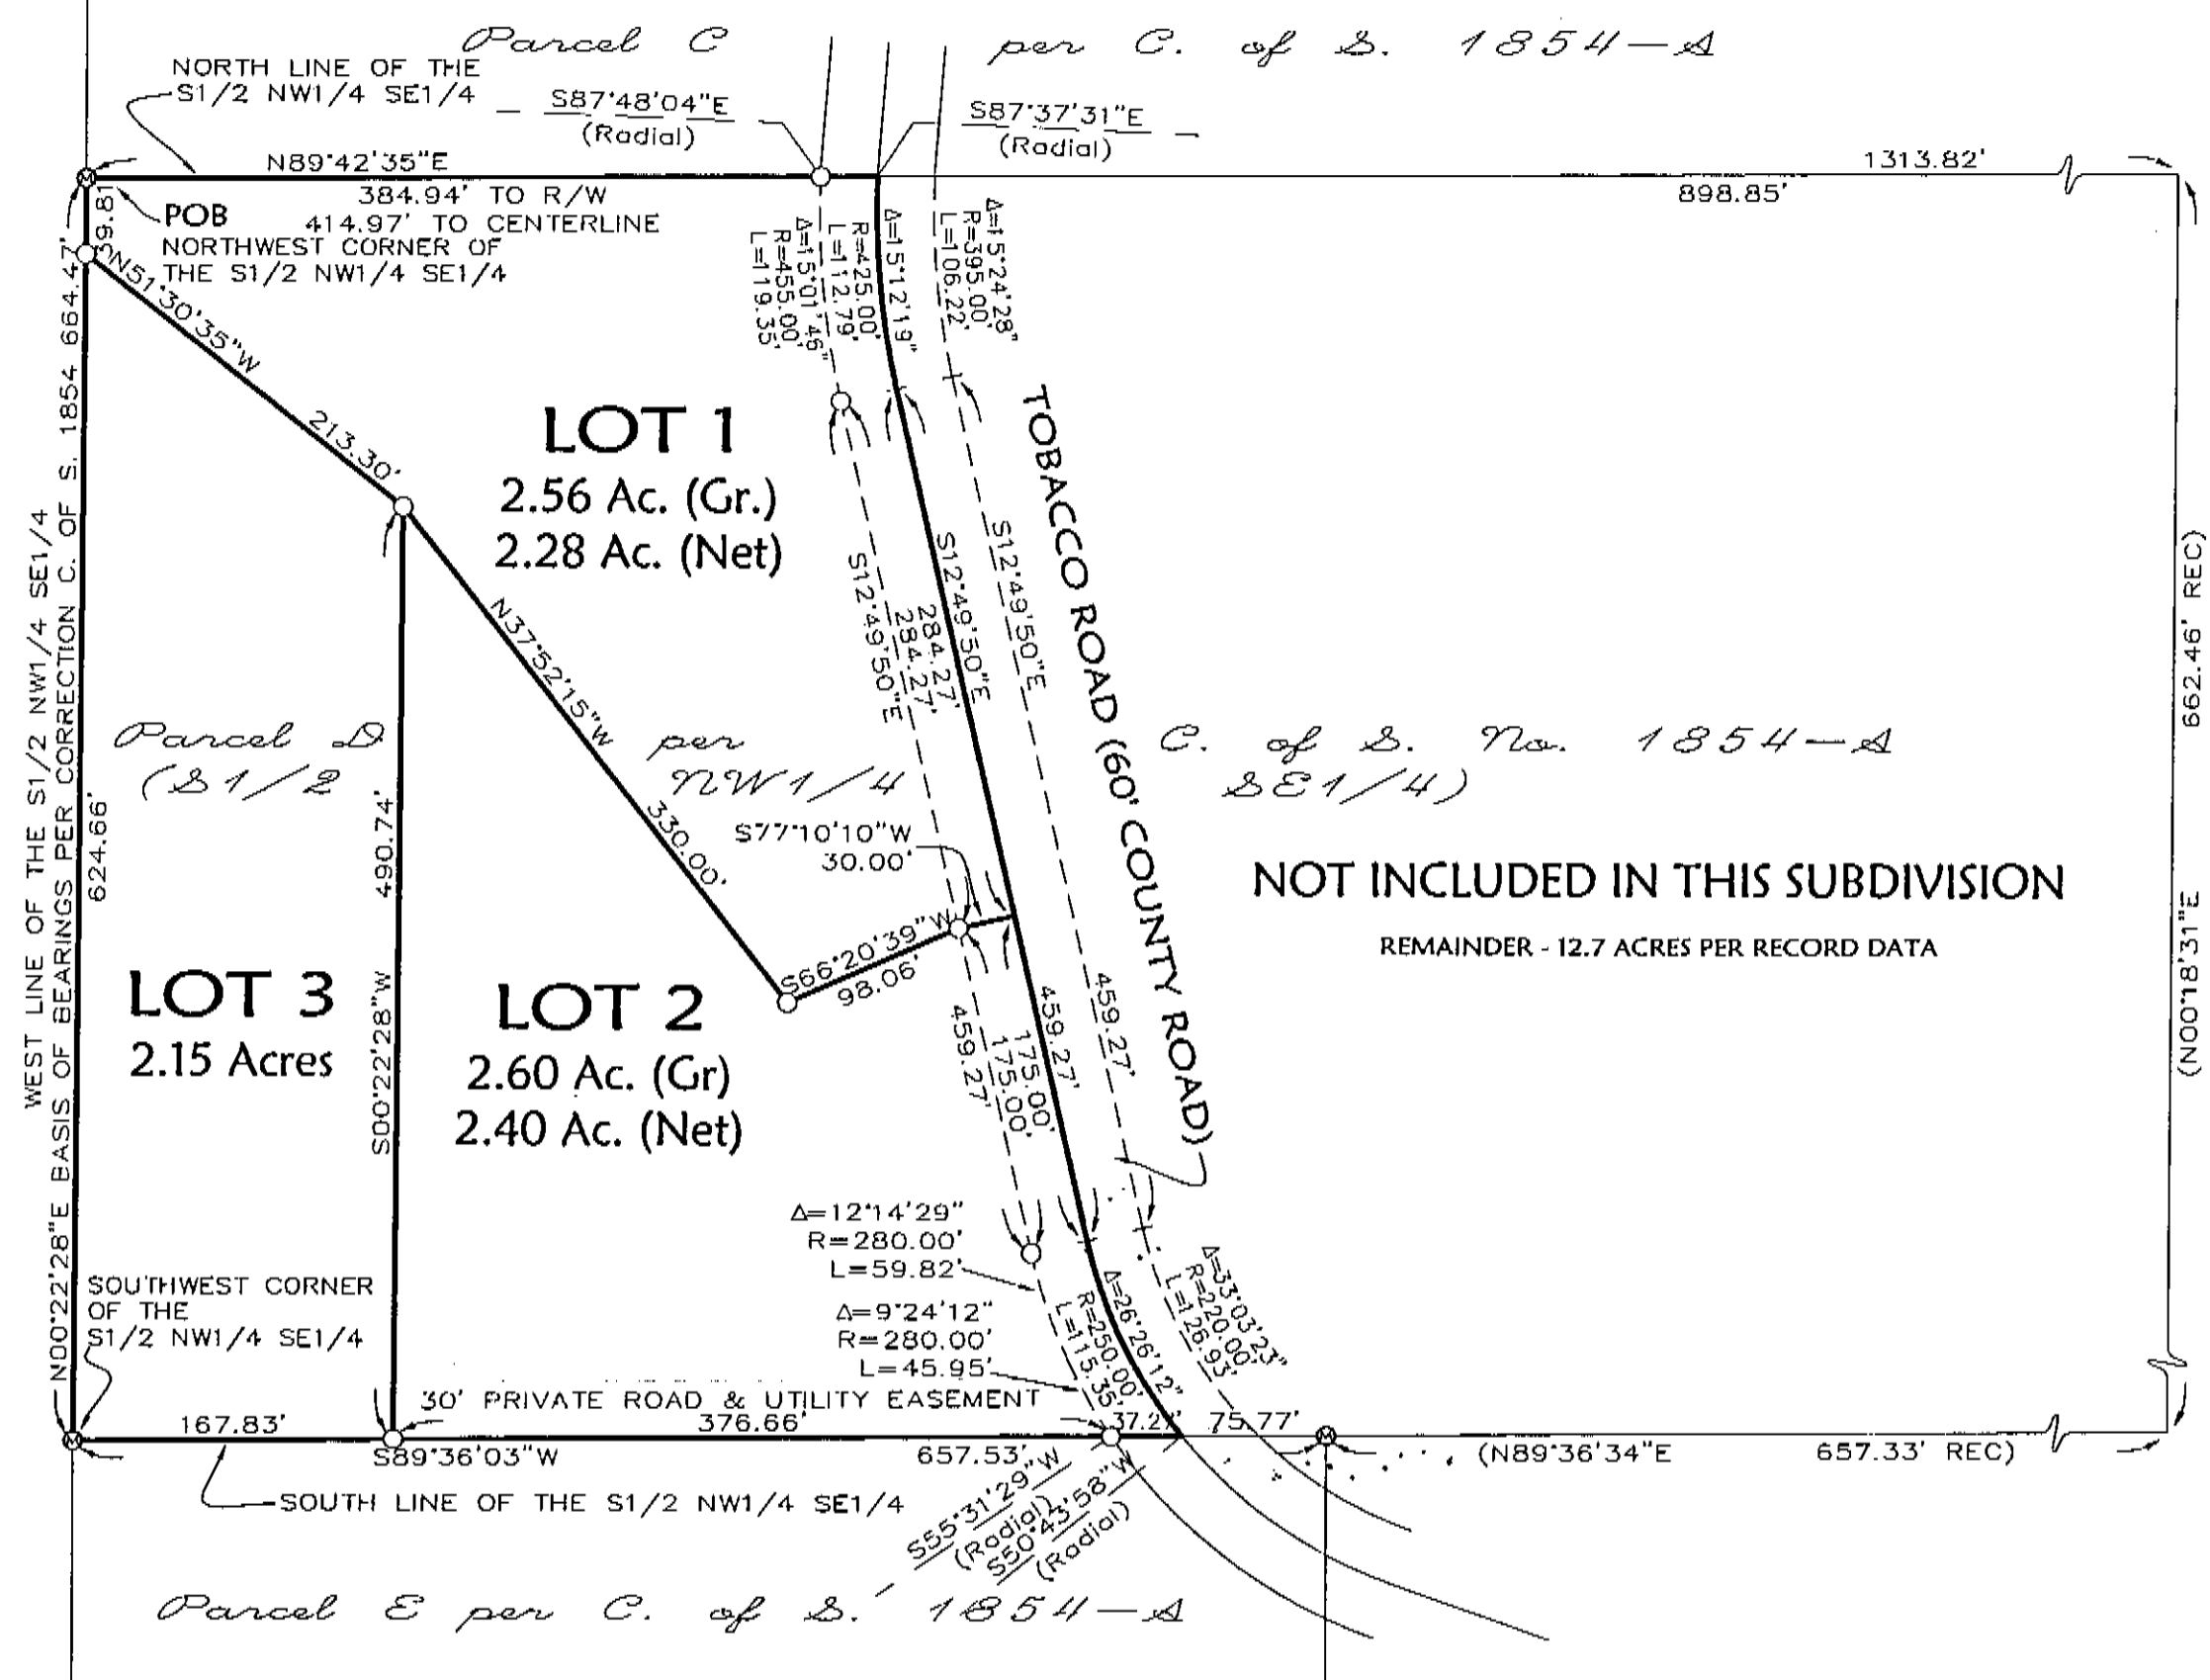 Parcel C per C. of S. 1854-A
NORTH LINE OF THE
S1/2 NW1/4 SE1/4
S87°48'04"E
(Radial)
S87°37'31"E
(Radial)
N89°42'35"E
384.94' TO R/W
414.97' TO CENTERLINE
1313.82'
898.85'
39.81'
POB
NORTHWEST CORNER OF
THE S1/2 NW1/4 SE1/4
N51°30'35"W
213.30'
Δ=15°01'46"
R=455.00'
L=119.35'
Δ=15°12'19"
R=425.00'
L=112.79'
Δ=15°24'28"
R=395.00'
L=106.22'
LOT 1
2.56 Ac. (Gr.)
2.28 Ac. (Net)
TOBACCO ROAD (60' COUNTY ROAD)
WEST LINE OF THE S1/2 NW1/4 SE1/4
N00°22'28"E BASIS OF BEARINGS PER CORRECTION C. OF S. 1854 664.47'
624.66'
N37°52'15"W
330.00'
S12°49'50"E
284.27'
284.27'
S12°49'50"E
S12°49'50"E
662.46' REC)
(N00°18'31"E
Parcel D per C. of S. No. 1854-A
(S1/2 NW1/4 SE1/4)
490.74'
S00°22'28"W
S77°10'10"W
30.00'
S66°20'39"W
98.06'
NOT INCLUDED IN THIS SUBDIVISION
REMAINDER - 12.7 ACRES PER RECORD DATA
LOT 3
2.15 Acres
LOT 2
2.60 Ac. (Gr)
2.40 Ac. (Net)
459.27'
175.00'
175.00'
459.27'
459.27'
Δ=12°14'29"
R=280.00'
L=59.82'
Δ=9°24'12"
R=280.00'
L=45.95'
Δ=26°26'12"
R=250.00'
L=115.35'
Δ=33°03'23"
R=220.00'
L=126.93'
SOUTHWEST CORNER
OF THE
S1/2 NW1/4 SE1/4
30' PRIVATE ROAD & UTILITY EASEMENT
167.83'
376.66'
37.27'
75.77'
S89°36'03"W
657.53'
(N89°36'34"E
657.33' REC)
SOUTH LINE OF THE S1/2 NW1/4 SE1/4
S55°31'29"W
(Radial)
S50°43'58"W
(Radial)
Parcel E per C. of S. 1854-A